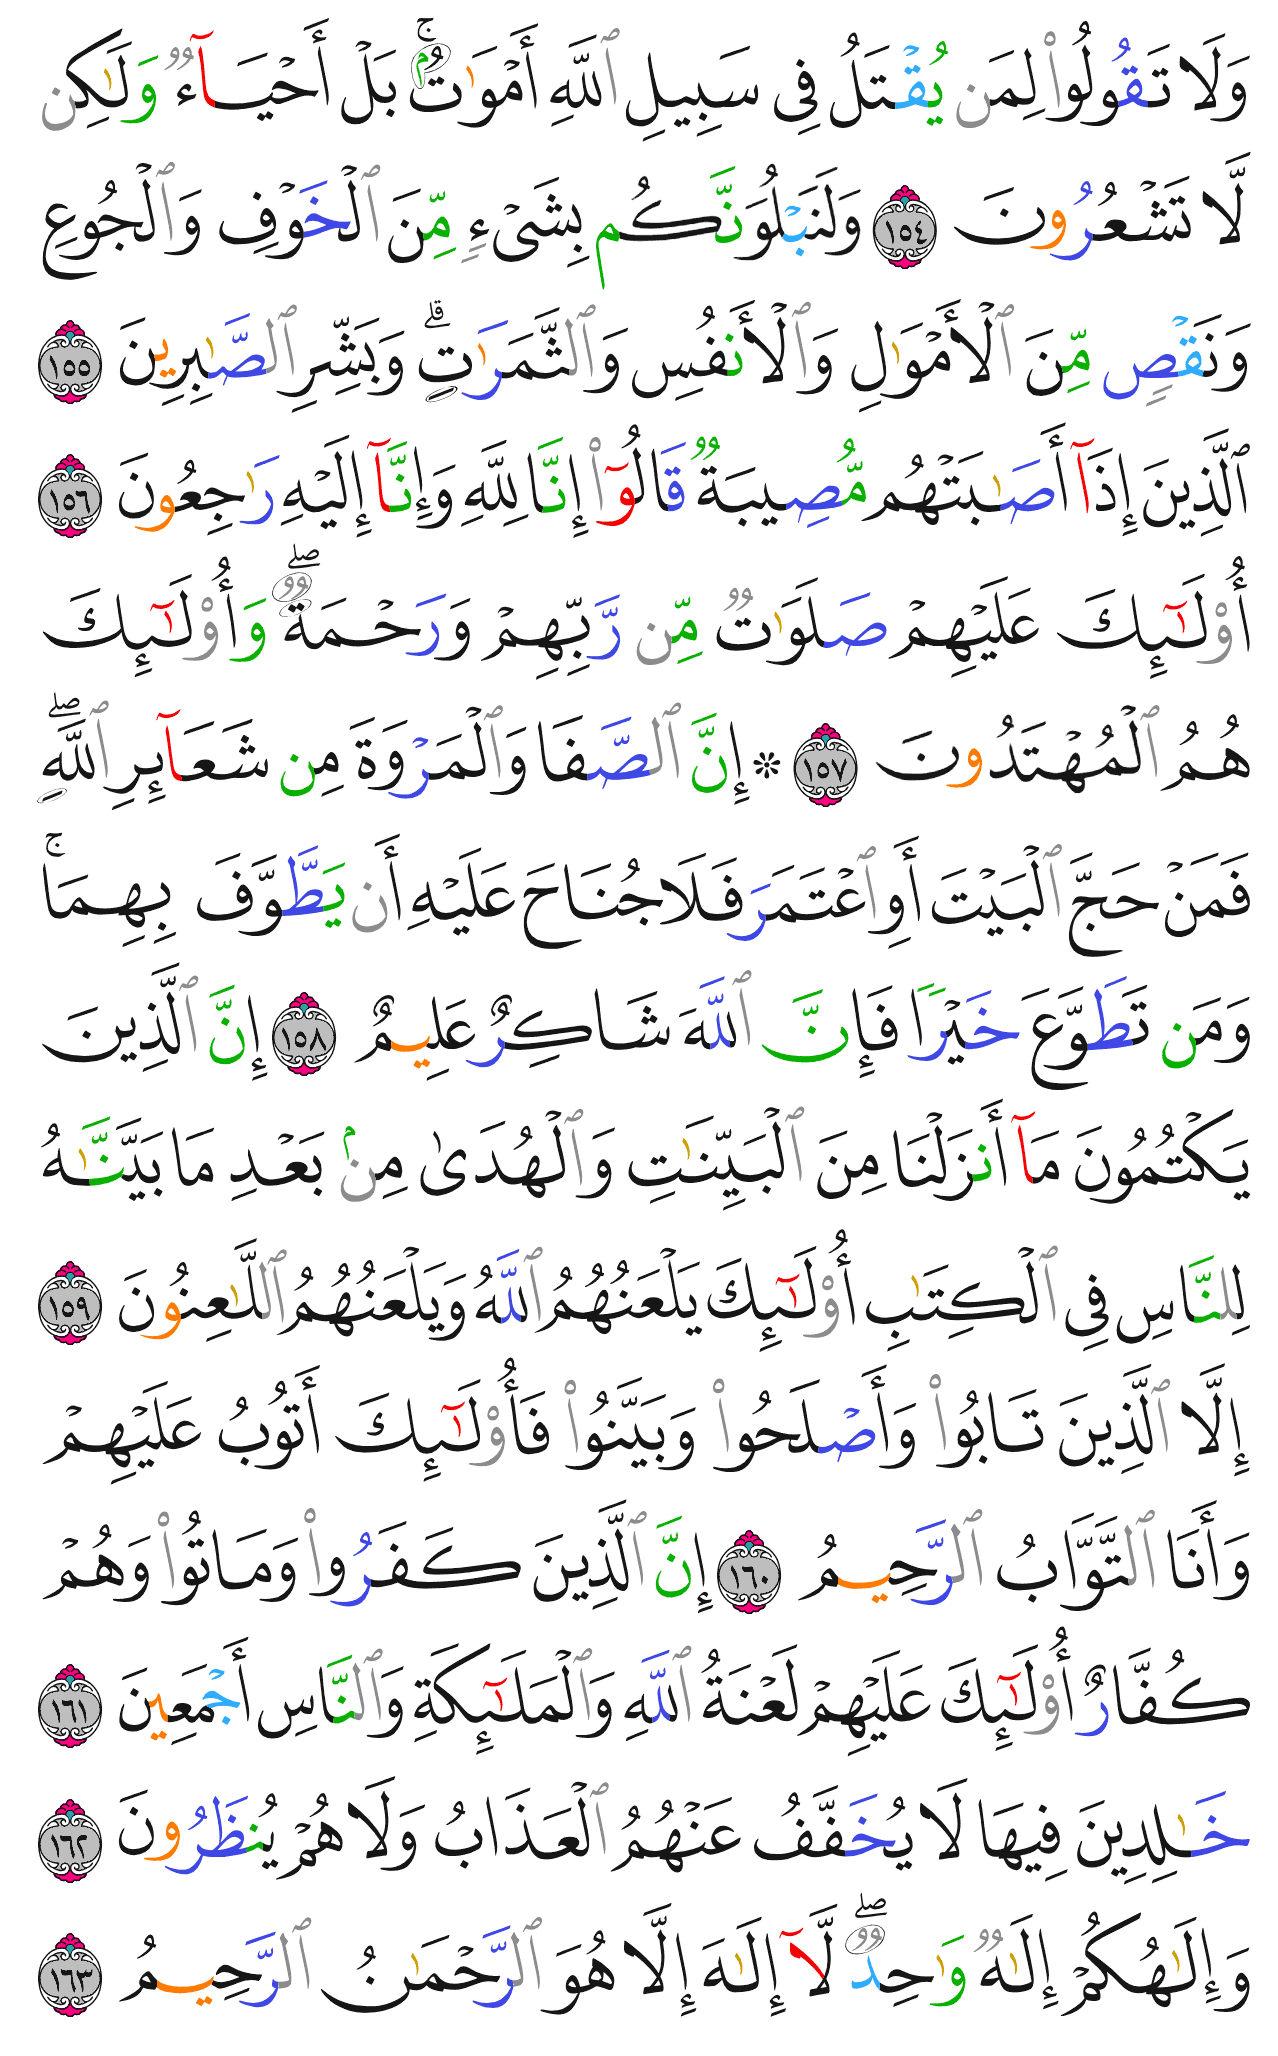 وَلَا تَقُولُوا۟ لِمَن يُقْتَلُ فِى سَبِيلِ ٱللَّهِ أَمْوَٰتٌۢ ۚ بَلْ أَحْيَآءٌ وَلَـٰكِن
لَّا تَشْعُرُونَ ١٥٤ وَلَنَبْلُوَنَّكُم بِشَىْءٍ مِّنَ ٱلْخَوْفِ وَٱلْجُوعِ
وَنَقْصٍ مِّنَ ٱلْأَمْوَٰلِ وَٱلْأَنفُسِ وَٱلثَّمَرَٰتِ ۗ وَبَشِّرِ ٱلصَّـٰبِرِينَ ١٥٥
ٱلَّذِينَ إِذَآ أَصَـٰبَتْهُم مُّصِيبَةٌ قَالُوٓا۟ إِنَّا لِلَّهِ وَإِنَّآ إِلَيْهِ رَٰجِعُونَ ١٥٦
أُو۟لَـٰٓئِكَ عَلَيْهِمْ صَلَوَٰتٌ مِّن رَّبِّهِمْ وَرَحْمَةٌ ۖ وَأُو۟لَـٰٓئِكَ
هُمُ ٱلْمُهْتَدُونَ ١٥٧ ۞ إِنَّ ٱلصَّفَا وَٱلْمَرْوَةَ مِن شَعَآئِرِ ٱللَّهِ ۖ
فَمَنْ حَجَّ ٱلْبَيْتَ أَوِ ٱعْتَمَرَ فَلَا جُنَاحَ عَلَيْهِ أَن يَطَّوَّفَ بِهِمَا ۚ
وَمَن تَطَوَّعَ خَيْرًا فَإِنَّ ٱللَّهَ شَاكِرٌ عَلِيمٌ ١٥٨ إِنَّ ٱلَّذِينَ
يَكْتُمُونَ مَآ أَنزَلْنَا مِنَ ٱلْبَيِّنَـٰتِ وَٱلْهُدَىٰ مِنۢ بَعْدِ مَا بَيَّنَّـٰهُ
لِلنَّاسِ فِى ٱلْكِتَـٰبِ أُو۟لَـٰٓئِكَ يَلْعَنُهُمُ ٱللَّهُ وَيَلْعَنُهُمُ ٱللَّـٰعِنُونَ ١٥٩
إِلَّا ٱلَّذِينَ تَابُوا۟ وَأَصْلَحُوا۟ وَبَيَّنُوا۟ فَأُو۟لَـٰٓئِكَ أَتُوبُ عَلَيْهِمْ
وَأَنَا ٱلتَّوَّابُ ٱلرَّحِيمُ ١٦٠ إِنَّ ٱلَّذِينَ كَفَرُوا۟ وَمَاتُوا۟ وَهُمْ
كُفَّارٌ أُو۟لَـٰٓئِكَ عَلَيْهِمْ لَعْنَةُ ٱللَّهِ وَٱلْمَلَـٰٓئِكَةِ وَٱلنَّاسِ أَجْمَعِينَ ١٦١
خَـٰلِدِينَ فِيهَا لَا يُخَفَّفُ عَنْهُمُ ٱلْعَذَابُ وَلَا هُمْ يُنظَرُونَ ١٦٢
وَإِلَـٰهُكُمْ إِلَـٰهٌ وَٰحِدٌ ۖ لَّآ إِلَـٰهَ إِلَّا هُوَ ٱلرَّحْمَـٰنُ ٱلرَّحِيمُ ١٦٣